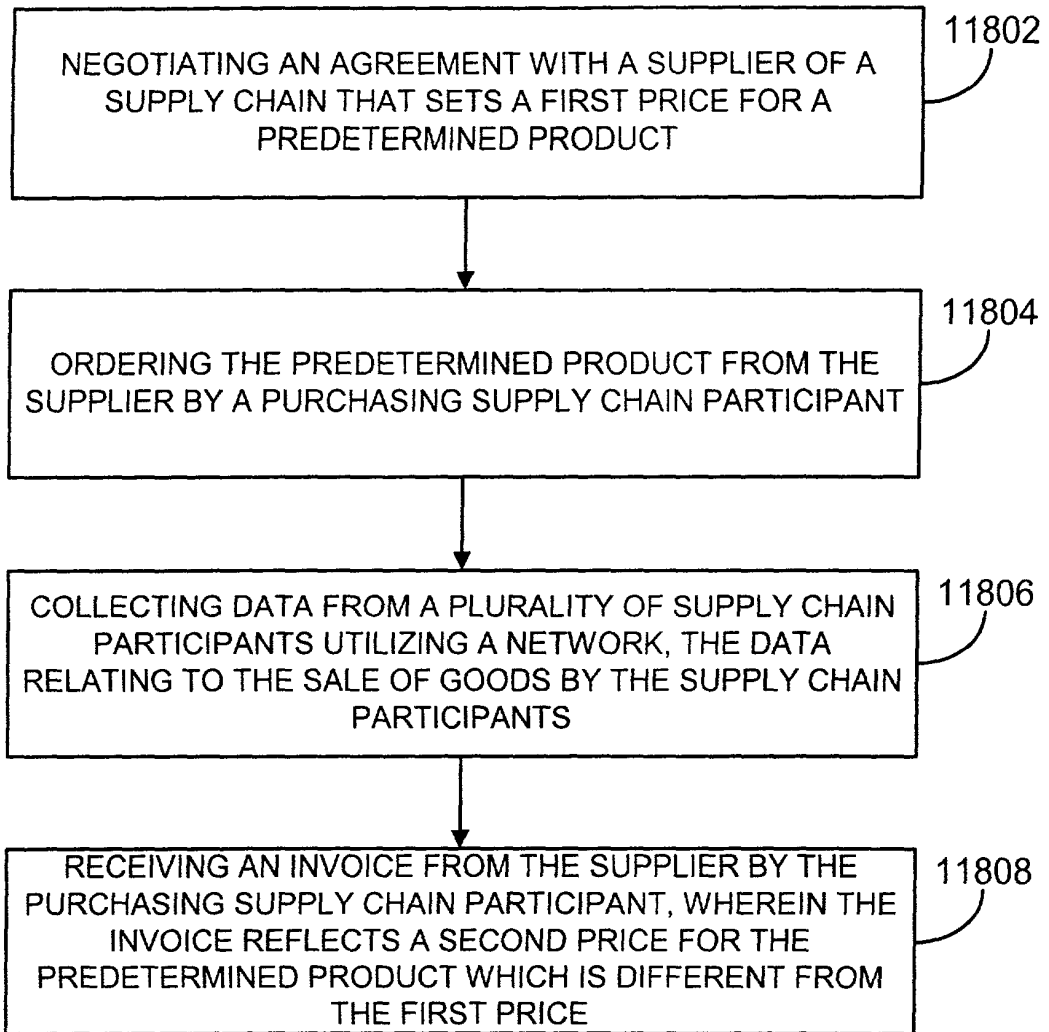 11802
NEGOTIATING AN AGREEMENT WITH A SUPPLIER OF A
SUPPLY CHAIN THAT SETS A FIRST PRICE FOR A
PREDETERMINED PRODUCT
11804
ORDERING THE PREDETERMINED PRODUCT FROM THE
SUPPLIER BY A PURCHASING SUPPLY CHAIN PARTICIPANT
11806
COLLECTING DATA FROM A PLURALITY OF SUPPLY CHAIN
PARTICIPANTS UTILIZING A NETWORK, THE DATA
RELATING TO THE SALE OF GOODS BY THE SUPPLY CHAIN
PARTICIPANTS
11808
RECEIVING AN INVOICE FROM THE SUPPLIER BY THE
PURCHASING SUPPLY CHAIN PARTICIPANT, WHEREIN THE
INVOICE REFLECTS A SECOND PRICE FOR THE
PREDETERMINED PRODUCT WHICH IS DIFFERENT FROM
THE FIRST PRICE